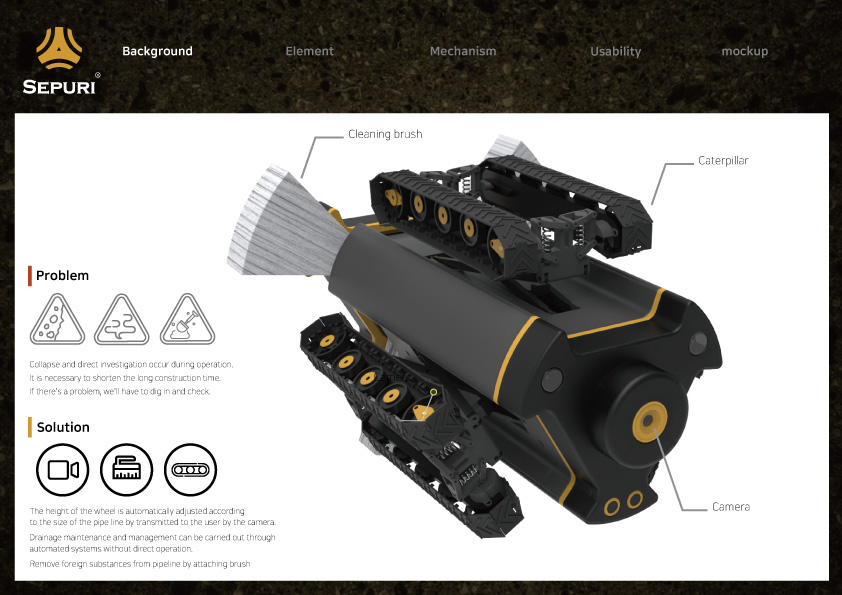 Background
Element
Mechanism
Usability
mockup
SEPURI®
Cleaning brush
Caterpillar
Problem
Collapse and direct investigation occur during operation.
It is necessary to shorten the long construction time.
If there's a problem, we'll have to dig in and check.
Solution
The height of the wheel is automatically adjusted according
to the size of the pipe line by transmitted to the user by the camera.
Drainage maintenance and management can be carried out through
automated systems without direct operation.
Remove foreign substances from pipeline by attaching brush
Camera